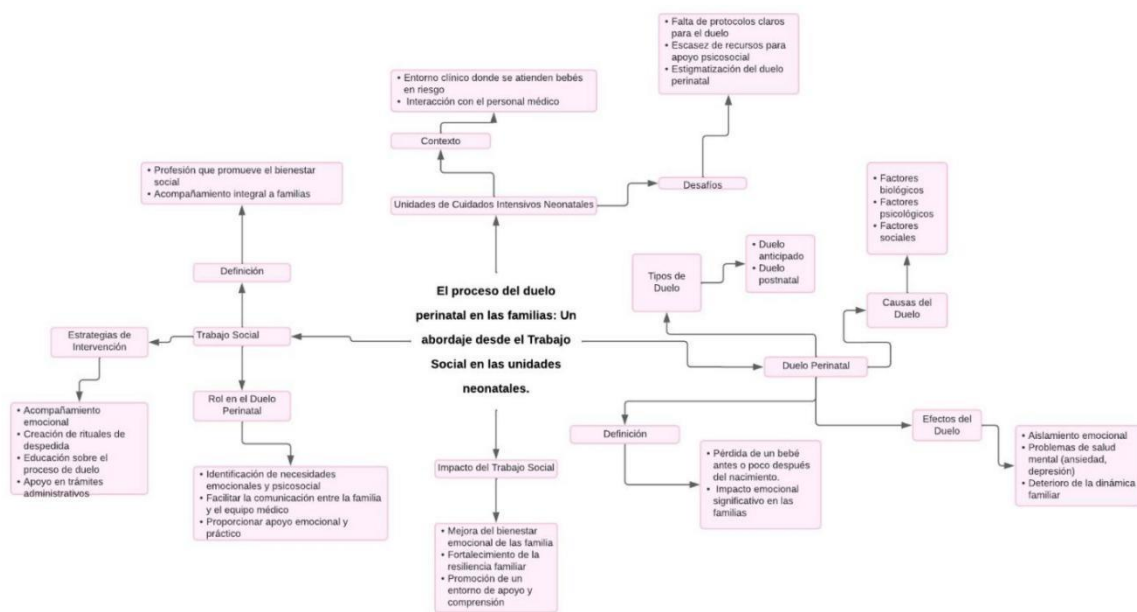 • Falta de protocolos claros
para el duelo
• Escasez de recursos para
apoyo psicosocial
• Estigmatización del duelo
perinatal
• Entorno clínico donde se atienden bebés
en riesgo
• Interacción con el personal médico
Contexto
Desafíos
Unidades de Cuidados Intensivos Neonatales
• Profesión que promueve el bienestar
social
• Acompañamiento integral a familias
Definición
Estrategias de
Intervención
Trabajo Social
• Acompañamiento
emocional
• Creación de rituales de
despedida
• Educación sobre el
proceso de duelo
• Apoyo en trámites
administrativos
Rol en el Duelo
Perinatal
• Identificación de necesidades
emocionales y psicosocial
• Facilitar la comunicación entre la familia
y el equipo médico
• Proporcionar apoyo emocional y
práctico
El proceso del duelo
perinatal en las familias: Un
abordaje desde el Trabajo
Social en las unidades
neonatales.
Impacto del Trabajo Social
• Mejora del bienestar
emocional de las familia
• Fortalecimiento de la
resiliencia familiar
• Promoción de un
entorno de apoyo y
comprensión
• Factores
biológicos
• Factores
psicológicos
• Factores
sociales
Tipos de
Duelo
• Duelo
anticipado
• Duelo
postnatal
Causas del
Duelo
Duelo Perinatal
Definición
• Pérdida de un bebé
antes o poco después
del nacimiento.
• Impacto emocional
significativo en las
familias
Efectos del
Duelo
• Aislamiento emocional
• Problemas de salud
mental (ansiedad,
depresión)
• Deterioro de la dinámica
familiar